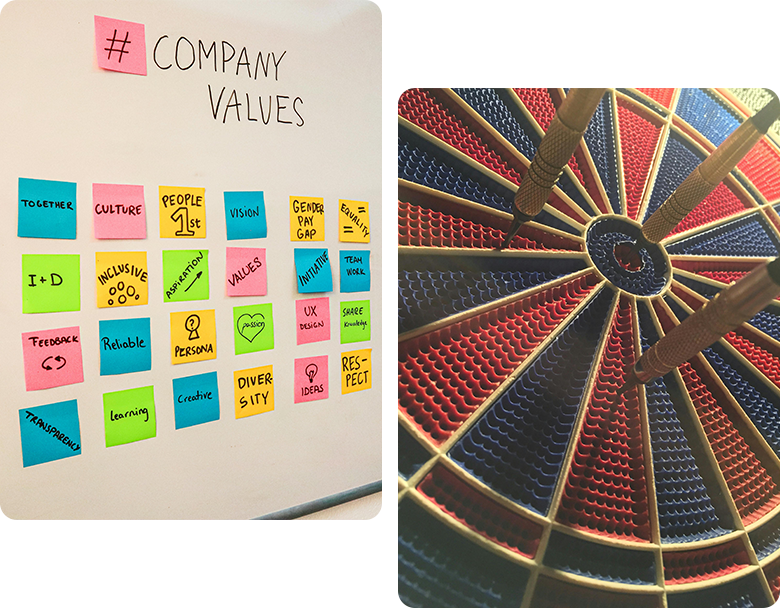 # COMPANY
VALUES
TOGETHER
CULTURE
PEOPLE
1st
VISION
GENDER
PAY
GAP
EQUALITY
I+D
INCLUSIVE
ASPIRATION
VALUES
INITIATIVE
TEAM
WORK
FEEDBACK
Reliable
?
PERSONA
passion
UX
DESIGN
SHARE
Knowledge
TRANSPARENCY
Learning
Creative
DIVER
SITY
IDEAS
RES-
PECT